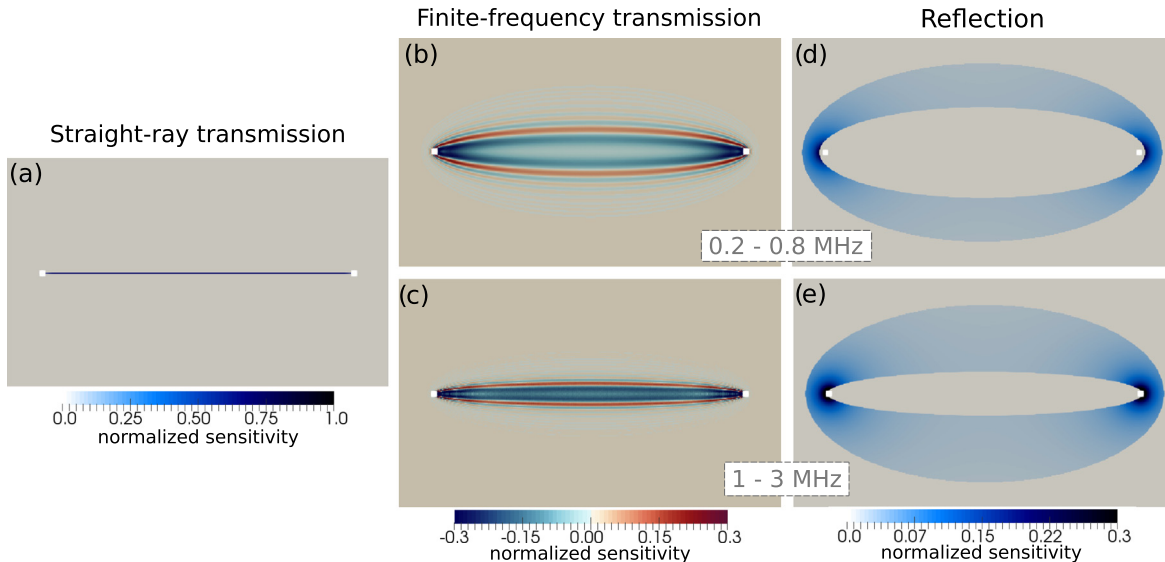 Finite-frequency transmission
Reflection
Straight-ray transmission
(a)
(b)
(d)
0.2 - 0.8 MHz
(c)
(e)
1 - 3 MHz
0.0 0.25 0.50 0.75 1.0
normalized sensitivity
-0.3 -0.15 0.00 0.15 0.3
normalized sensitivity
0.0 0.07 0.15 0.22 0.3
normalized sensitivity